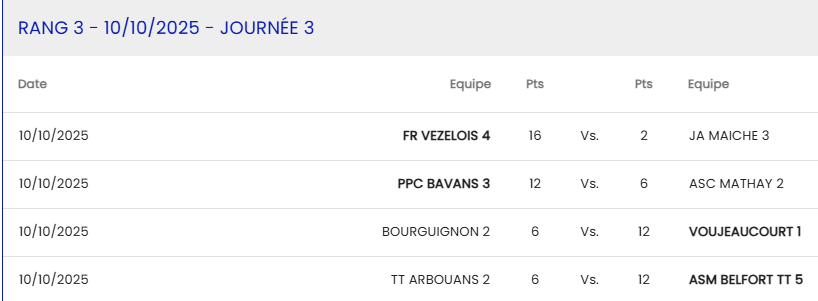 RANG 3 - 10/10/2025 - JOURNÉE 3
Date Equipe Pts Pts Equipe
10/10/2025 FR VEZELOIS 4 16 Vs. 2 JA MAICHE 3
10/10/2025 PPC BAVANS 3 12 Vs. 6 ASC MATHAY 2
10/10/2025 BOURGUIGNON 2 6 Vs. 12 VOUJEAUCOURT 1
10/10/2025 TT ARBOUANS 2 6 Vs. 12 ASM BELFORT TT 5